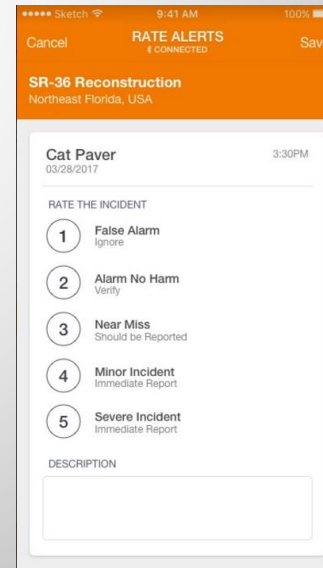 Sketch 9:41 AM 100%
Cancel RATE ALERTS Sav
CONNECTED
SR-36 Reconstruction
Northeast Florida, USA
Cat Paver 3:30PM
03/28/2017
RATE THE INCIDENT
1 False Alarm
Ignore
2 Alarm No Harm
Verify
3 Near Miss
Should be Reported
4 Minor Incident
Immediate Report
5 Severe Incident
Immediate Report
DESCRIPTION